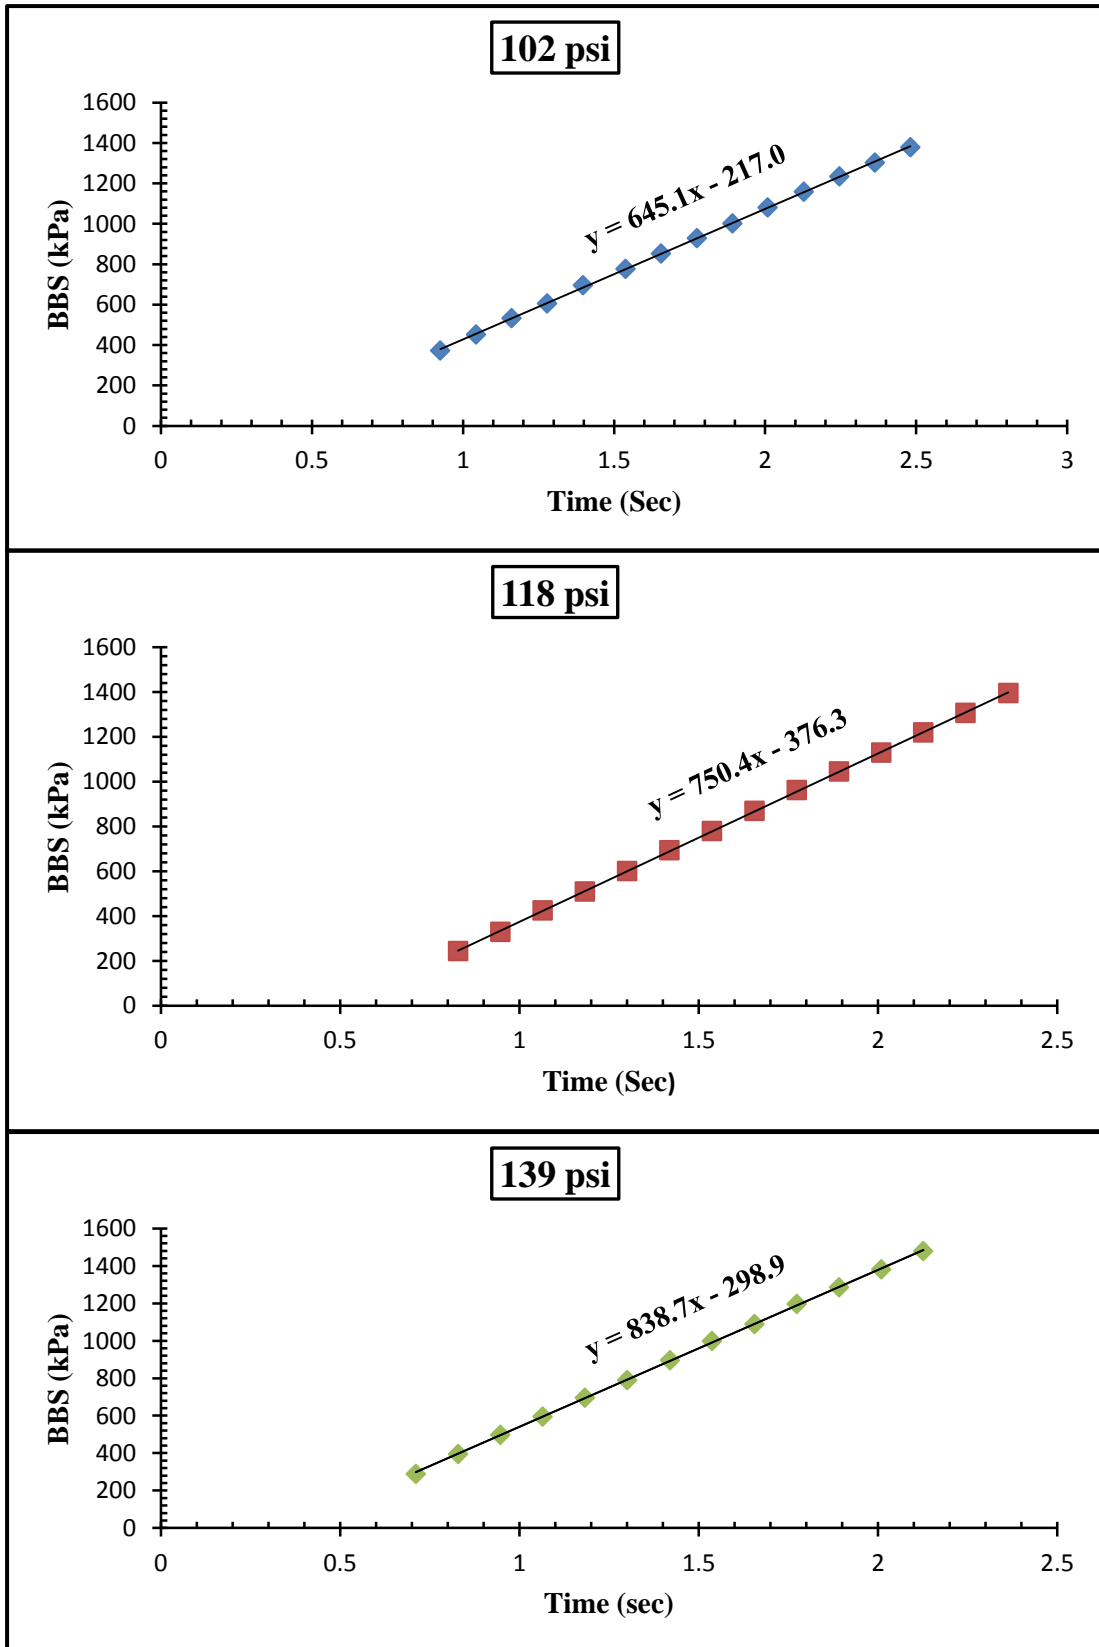 102 psi
1600
1400
1200
1000
800
600
400
200
0
BBS (kPa)
y = 645.1x - 217.0
0 0.5 1 1.5 2 2.5 3
Time (Sec)
118 psi
1600
1400
1200
1000
800
600
400
200
0
BBS (kPa)
y = 750.4x - 376.3
0 0.5 1 1.5 2 2.5
Time (Sec)
139 psi
1600
1400
1200
1000
800
600
400
200
0
BBS (kPa)
y = 838.7x - 298.9
0 0.5 1 1.5 2 2.5
Time (sec)